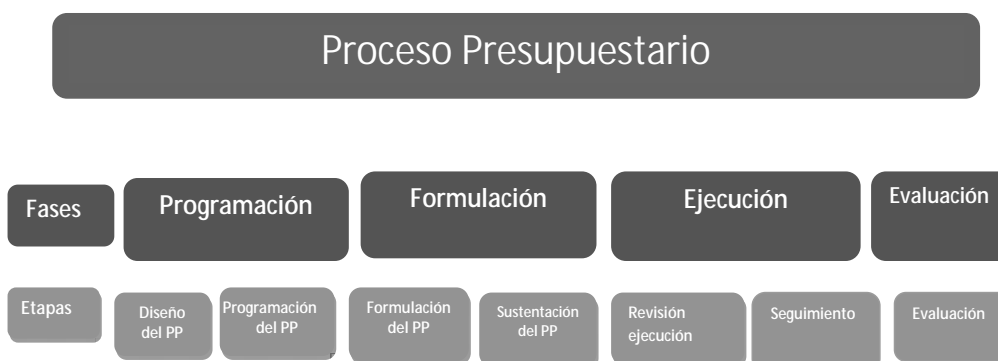 Proceso Presupuestario
Fases
Programación
Formulación
Ejecución
Evaluación
Etapas
Diseño
del PP
Programación
del PP
Formulación
del PP
Sustentación
del PP
Revisión
ejecución
Seguimiento
Evaluación